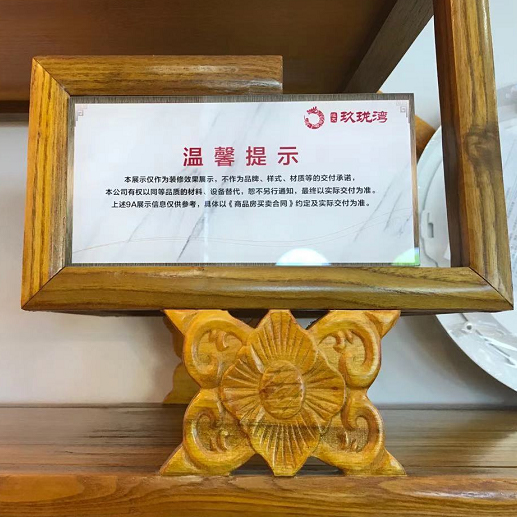 玖珑湾
温馨提示
本展示仅作为装修效果展示，不作为品牌、样式、材质等的交付承诺，
本公司有权以同等品质的材料、设备替代，恕不另行通知，最终以实际交付为准。
上述9A展示信息仅供参考，具体以《商品房买卖合同》约定及实际交付为准。